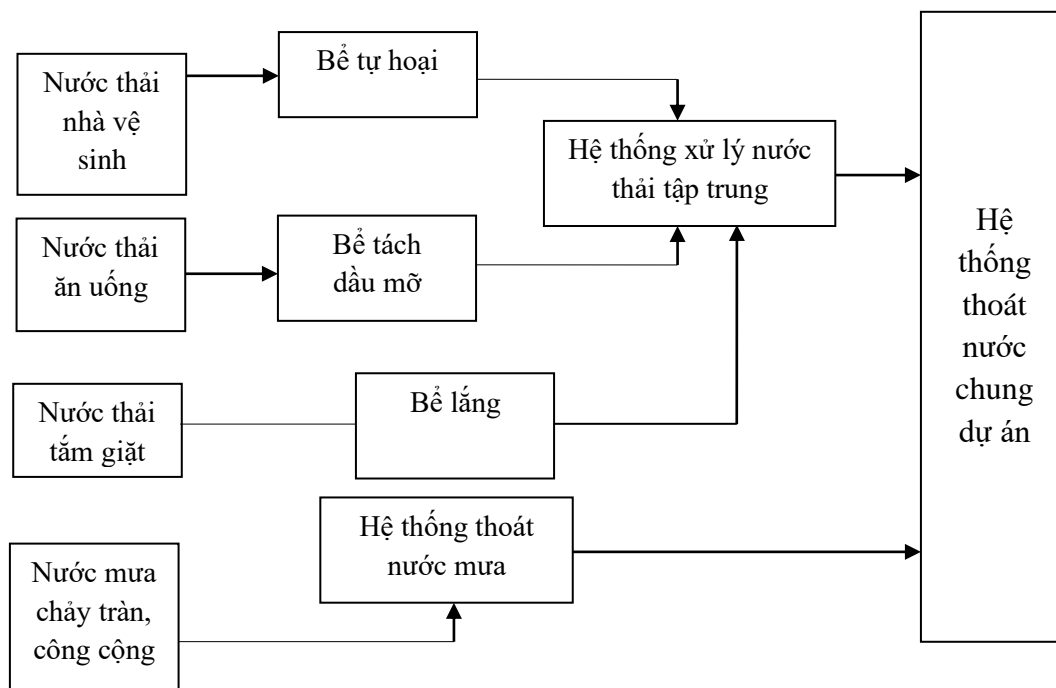 Nước thải
nhà vệ
sinh
Bể tự hoại
Hệ thống xử lý nước
thải tập trung
Nước thải
ăn uống
Bể tách
dầu mỡ
Nước thải
tắm giặt
Bể lắng
Hệ thống thoát
nước mưa
Nước mưa
chảy tràn,
công cộng
Hệ
thống
thoát
nước
chung
dự án